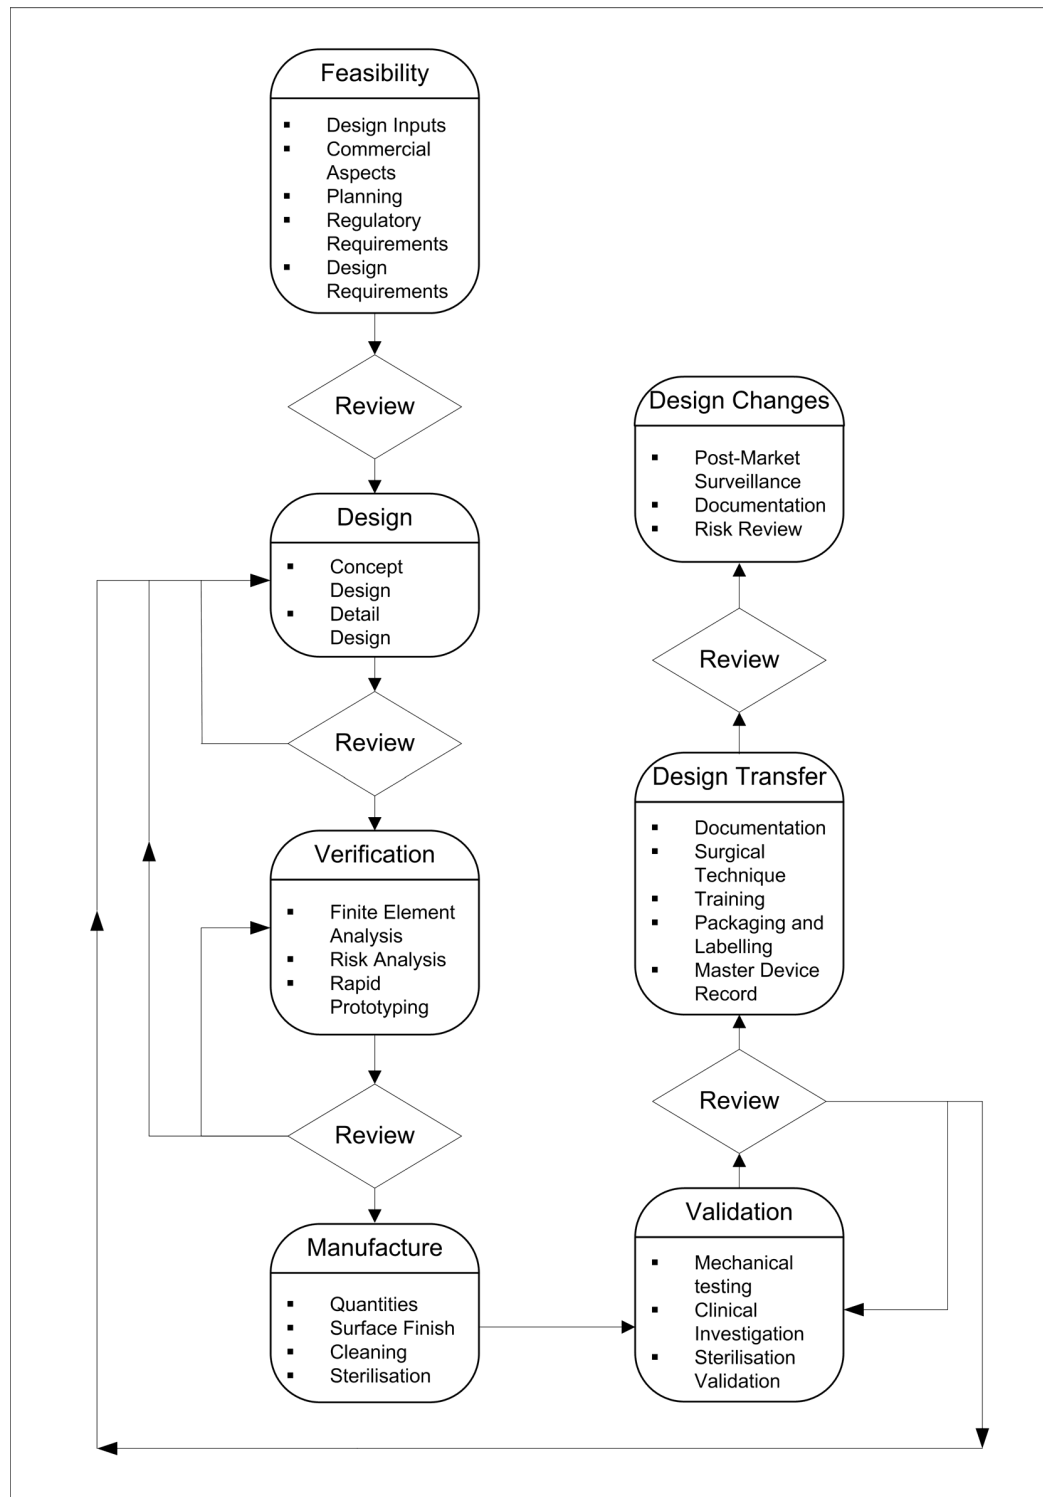 Feasibility
▪ Design Inputs
▪ Commercial
Aspects
▪ Planning
▪ Regulatory
Requirements
▪ Design
Requirements
Review
Design
▪ Concept
Design
▪ Detail
Design
Review
Verification
▪ Finite Element
Analysis
▪ Risk Analysis
▪ Rapid
Prototyping
Review
Manufacture
▪ Quantities
▪ Surface Finish
▪ Cleaning
▪ Sterilisation
Validation
▪ Mechanical
testing
▪ Clinical
Investigation
▪ Sterilisation
Validation
Review
Design Transfer
▪ Documentation
▪ Surgical
Technique
▪ Training
▪ Packaging and
Labelling
▪ Master Device
Record
Review
Design Changes
▪ Post-Market
Surveillance
▪ Documentation
▪ Risk Review